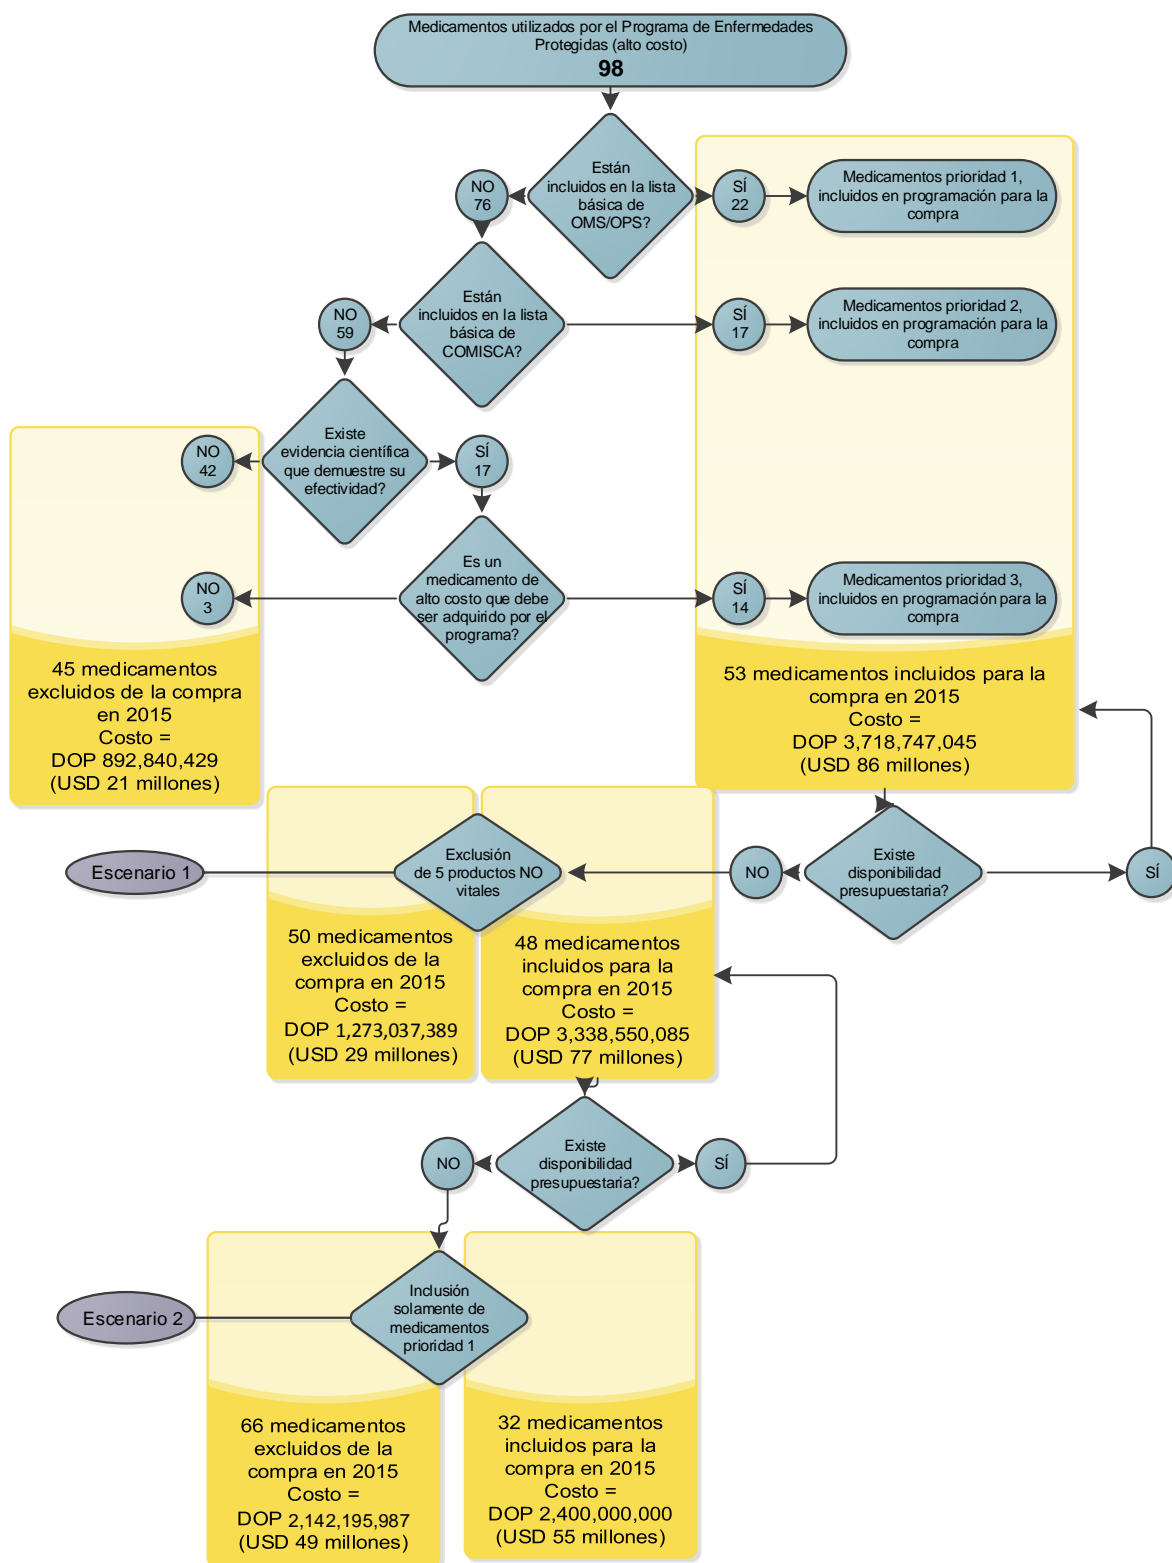 Medicamentos utilizados por el Programa de Enfermedades
Protegidas (alto costo)
98
Están
incluidos en la lista
básica de
OMS/OPS?
NO
76
SÍ
22
Medicamentos prioridad 1,
incluidos en programación para la
compra
Están
incluidos en la lista
básica de
COMISCA?
NO
59
SÍ
17
Medicamentos prioridad 2,
incluidos en programación para la
compra
Existe
evidencia científica
que demuestre su
efectividad?
NO
42
SÍ
17
Es un
medicamento de
alto costo que debe
ser adquirido por el
programa?
NO
3
SÍ
14
Medicamentos prioridad 3,
incluidos en programación para la
compra
45 medicamentos
excluidos de la compra
en 2015
Costo =
DOP 892,840,429
(USD 21 millones)
53 medicamentos incluidos para la
compra en 2015
Costo =
DOP 3,718,747,045
(USD 86 millones)
Existe
disponibilidad
presupuestaria?
NO
SÍ
Exclusión
de 5 productos NO
vitales
Escenario 1
50 medicamentos
excluidos de la
compra en 2015
Costo =
DOP 1,273,037,389
(USD 29 millones)
48 medicamentos
incluidos para la
compra en 2015
Costo =
DOP 3,338,550,085
(USD 77 millones)
Existe
disponibilidad
presupuestaria?
NO
SÍ
Inclusión
solamente de
medicamentos
prioridad 1
Escenario 2
66 medicamentos
excluidos de la
compra en 2015
Costo =
DOP 2,142,195,987
(USD 49 millones)
32 medicamentos
incluidos para la
compra en 2015
Costo =
DOP 2,400,000,000
(USD 55 millones)